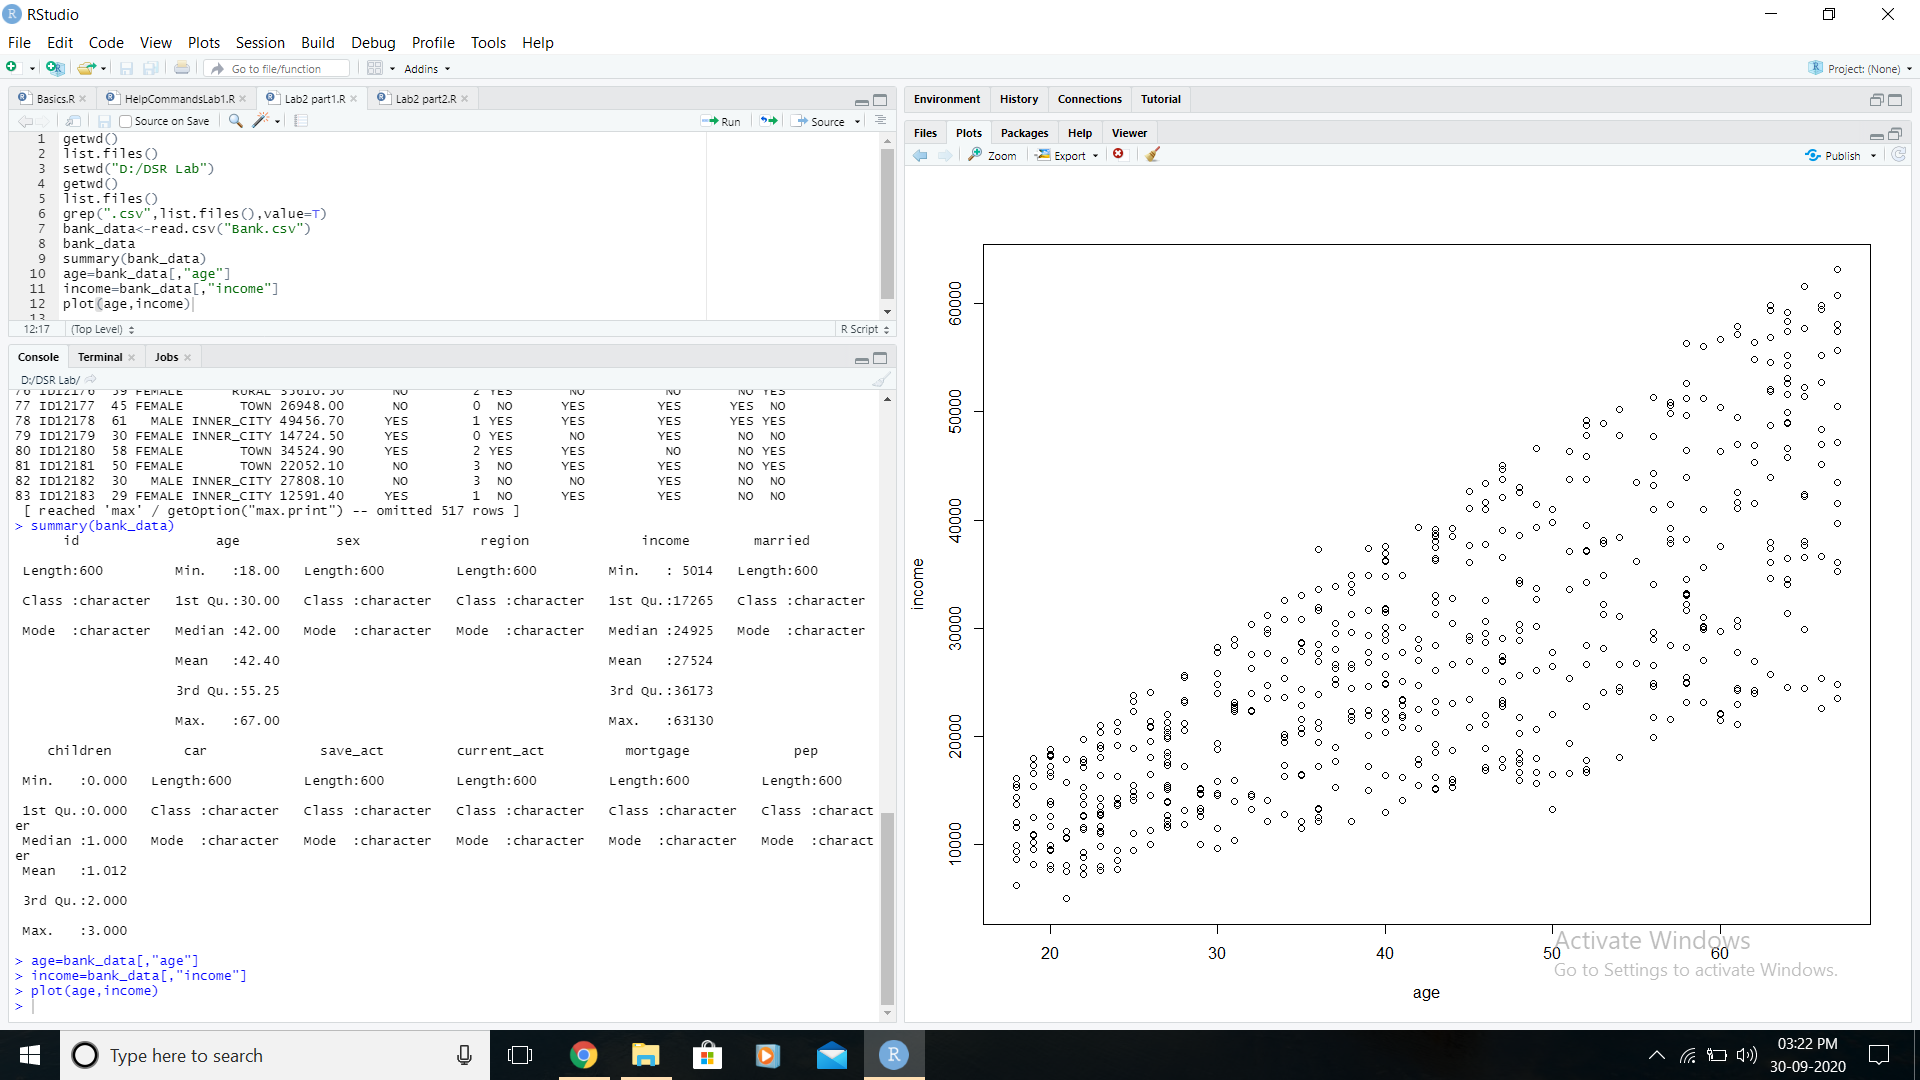 RStudio
File Edit Code View Plots Session Build Debug Profile Tools Help
Go to file/function Addins Project: (None)
Basics.R HelpCommandsLab1.R Lab2 part1.R Lab2 part2.R
Source on Save Run Source
1 getwd()
2 list.files()
3 setwd("D:/DSR Lab")
4 getwd()
5 list.files()
6 grep(".csv",list.files(),value=T)
7 bank_data<-read.csv("Bank.csv")
8 bank_data
9 summary(bank_data)
10 age=bank_data[,"age"]
11 income=bank_data[,"income"]
12 plot(age,income)
13
12:17 (Top Level) R Script
Console Terminal Jobs
D:/DSR Lab/
76 ID12176 59 FEMALE RURAL 35610.50 NO 2 YES NO NO NO YES
77 ID12177 45 FEMALE TOWN 26948.00 NO 0 NO YES YES YES NO
78 ID12178 61 MALE INNER_CITY 49456.70 YES 1 YES YES YES YES YES
79 ID12179 30 FEMALE INNER_CITY 14724.50 YES 0 YES NO YES NO NO
80 ID12180 58 FEMALE TOWN 34524.90 YES 2 YES YES NO NO YES
81 ID12181 50 FEMALE TOWN 22052.10 NO 3 NO YES YES NO YES
82 ID12182 30 MALE INNER_CITY 27808.10 NO 3 NO NO YES NO NO
83 ID12183 29 FEMALE INNER_CITY 12591.40 YES 1 NO YES YES NO NO
[ reached 'max' / getOption("max.print") -- omitted 517 rows ]
> summary(bank_data)
id age sex region income married
Length:600 Min. :18.00 Length:600 Length:600 Min. : 5014 Length:600
Class :character 1st Qu.:30.00 Class :character Class :character 1st Qu.:17265 Class :character
Mode :character Median :42.00 Mode :character Mode :character Median :24925 Mode :character
Mean :42.40 Mean :27524
3rd Qu.:55.25 3rd Qu.:36173
Max. :67.00 Max. :63130
children car save_act current_act mortgage pep
Min. :0.000 Length:600 Length:600 Length:600 Length:600 Length:600
1st Qu.:0.000 Class :character Class :character Class :character Class :character Class :charact
er
Median :1.000 Mode :character Mode :character Mode :character Mode :character Mode :charact
er
Mean :1.012
3rd Qu.:2.000
Max. :3.000
> age=bank_data[,"age"]
> income=bank_data[,"income"]
> plot(age,income)
>
Environment History Connections Tutorial
Files Plots Packages Help Viewer
Zoom Export Publish
60000
50000
40000
30000
20000
10000
income
20 30 40 50 60
age
Activate Windows
Go to Settings to activate Windows.
Type here to search
03:22 PM
30-09-2020